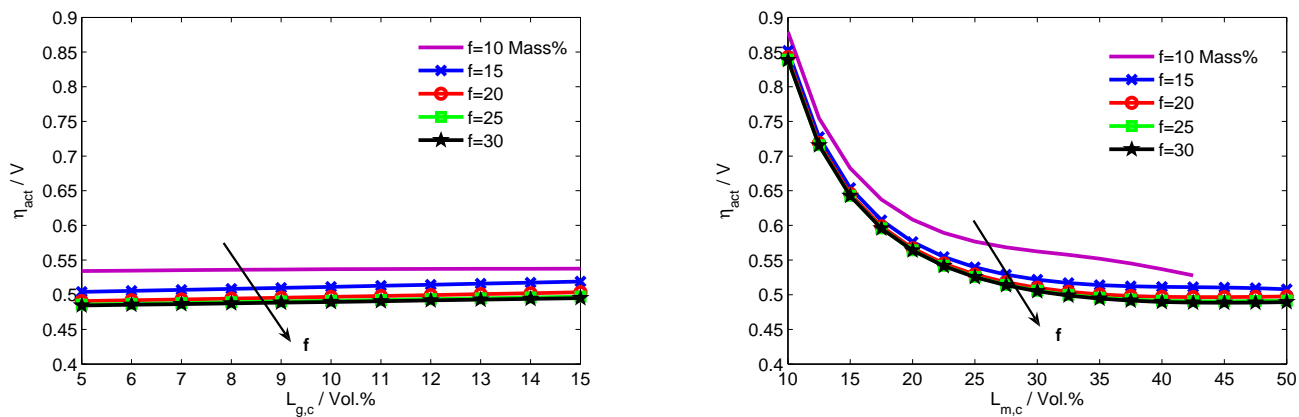 0.9
0.85
0.8
0.75
0.7
0.65
0.6
0.55
0.5
0.45
0.4
η_act / V
f=10 Mass%
f=15
f=20
f=25
f=30
f
5 6 7 8 9 10 11 12 13 14 15
L_g,c / Vol.%
0.9
0.85
0.8
0.75
0.7
0.65
0.6
0.55
0.5
0.45
0.4
η_act / V
f=10 Mass%
f=15
f=20
f=25
f=30
f
10 15 20 25 30 35 40 45 50
L_m,c / Vol.%